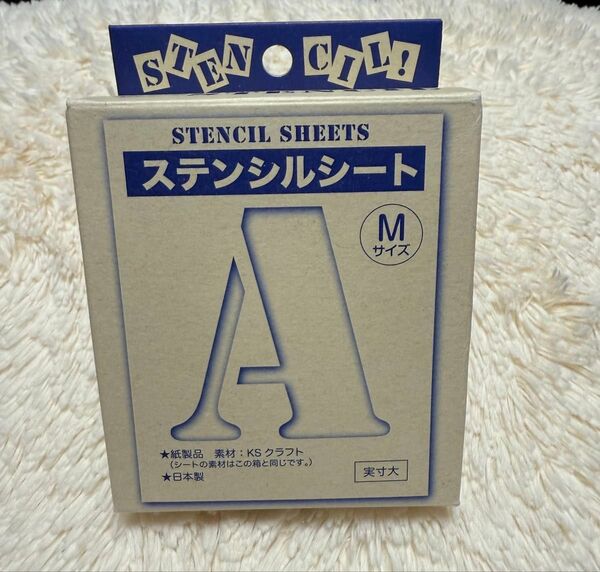 STENCIL!
STENCIL SHEETS
ステンシルシート
M
サイズ
A
★紙製品 素材：KSクラフト
（シートの素材はこの箱と同じです。）
★日本製
実寸大